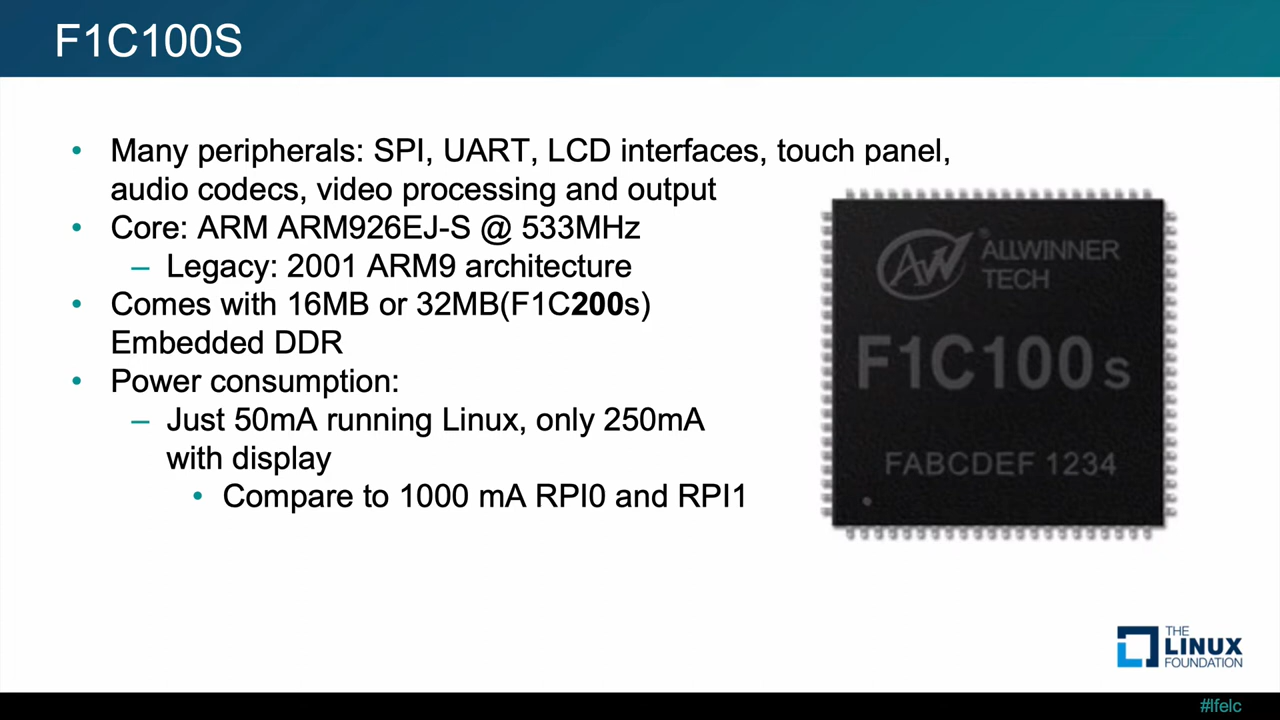 F1C100S
• Many peripherals: SPI, UART, LCD interfaces, touch panel,
audio codecs, video processing and output
• Core: ARM ARM926EJ-S @ 533MHz
– Legacy: 2001 ARM9 architecture
• Comes with 16MB or 32MB(F1C200s)
Embedded DDR
• Power consumption:
– Just 50mA running Linux, only 250mA
with display
• Compare to 1000 mA RPI0 and RPI1
AW ® ALLWINNER
TECH
F1C100s
FABCDEF 1234
THE
LINUX
FOUNDATION
#lfelc